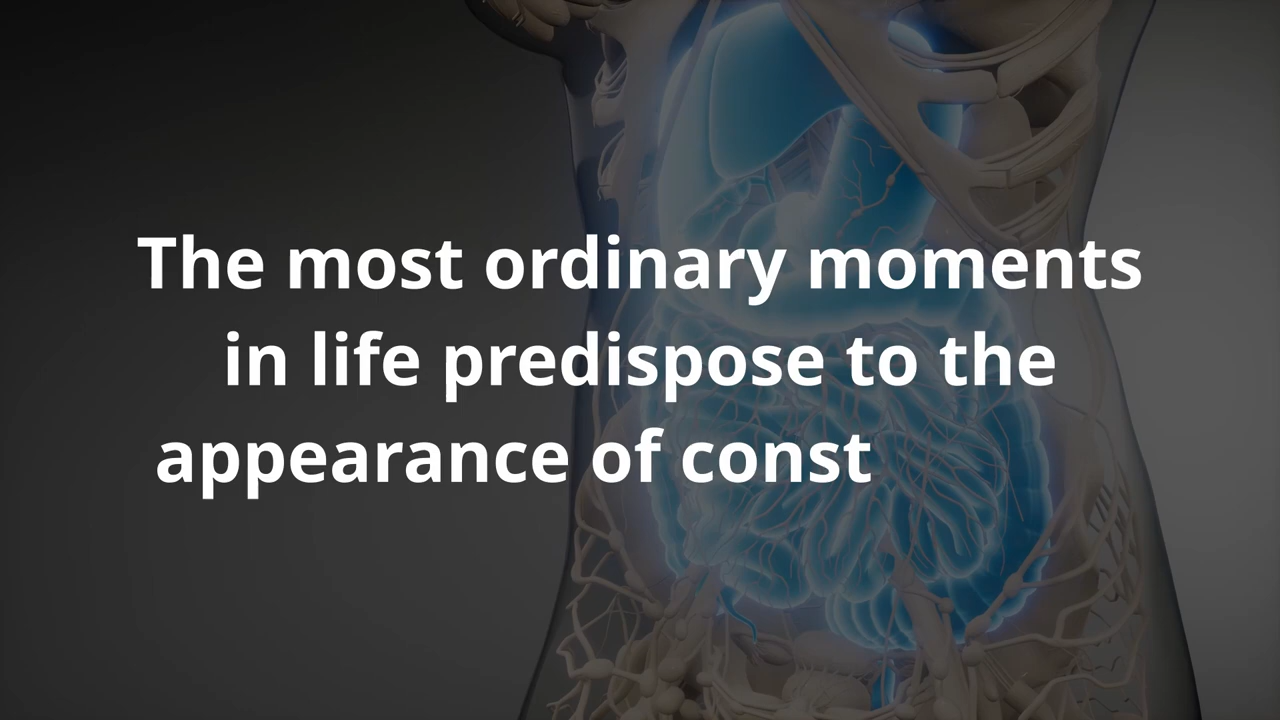 The most ordinary moments
in life predispose to the
appearance of const